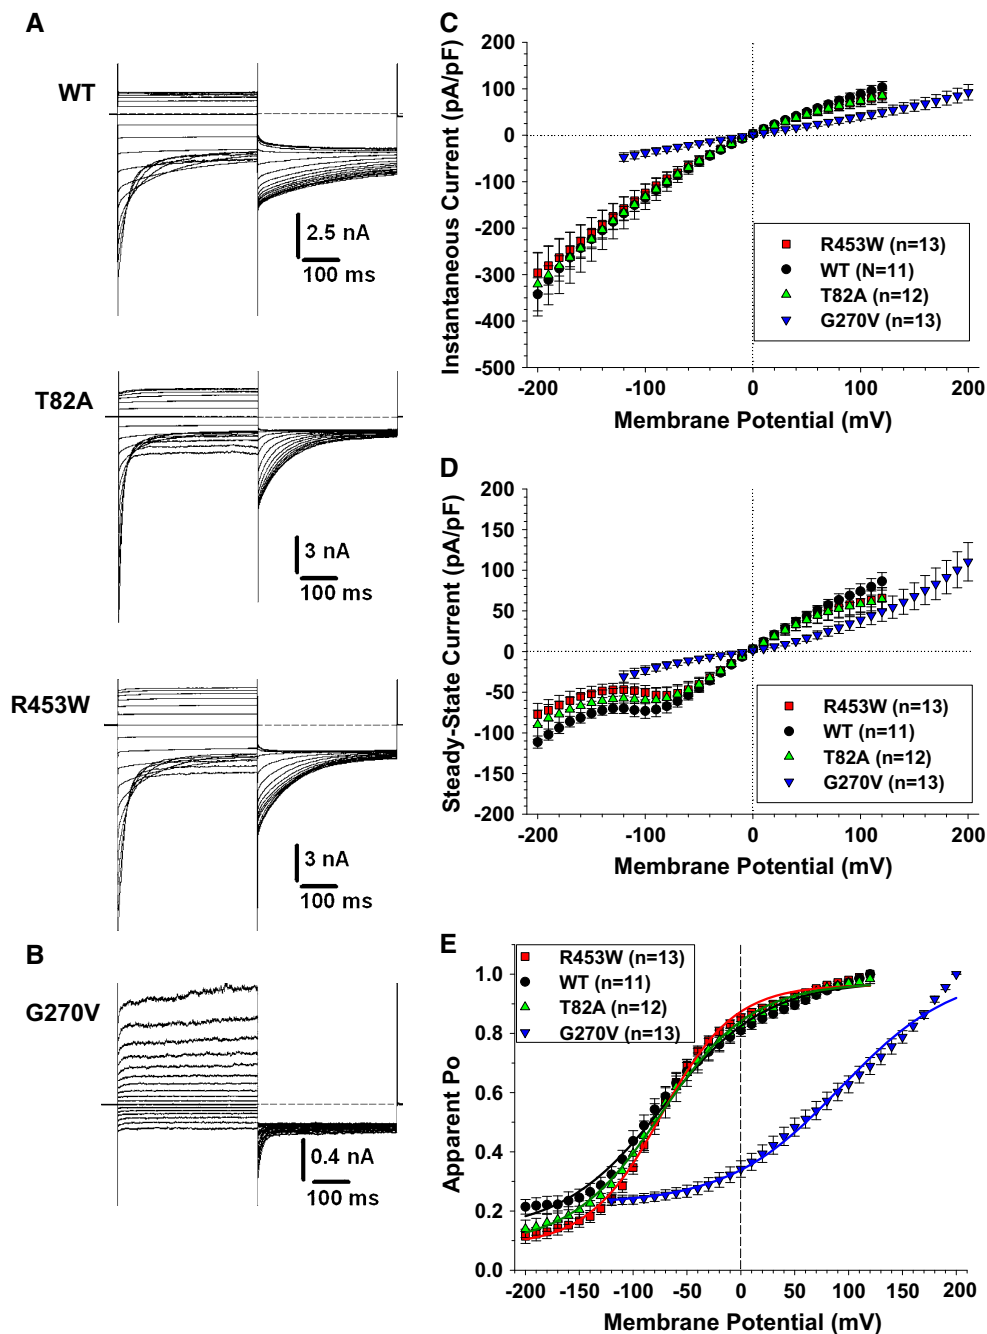 A
WT
2.5 nA
100 ms
T82A
3 nA
100 ms
R453W
3 nA
100 ms
B
G270V
0.4 nA
100 ms
C
Instantaneous Current (pA/pF)
200
100
0
-100
-200
-300
-400
-500
R453W (n=13)
WT (N=11)
T82A (n=12)
G270V (n=13)
-200 -100 0 100 200
Membrane Potential (mV)
D
Steady-State Current (pA/pF)
200
150
100
50
0
-50
-100
-150
-200
R453W (n=13)
WT (n=11)
T82A (n=12)
G270V (n=13)
-200 -100 0 100 200
Membrane Potential (mV)
E
Apparent Po
1.0
0.8
0.6
0.4
0.2
0.0
R453W (n=13)
WT (n=11)
T82A (n=12)
G270V (n=13)
-200 -150 -100 -50 0 50 100 150 200
Membrane Potential (mV)